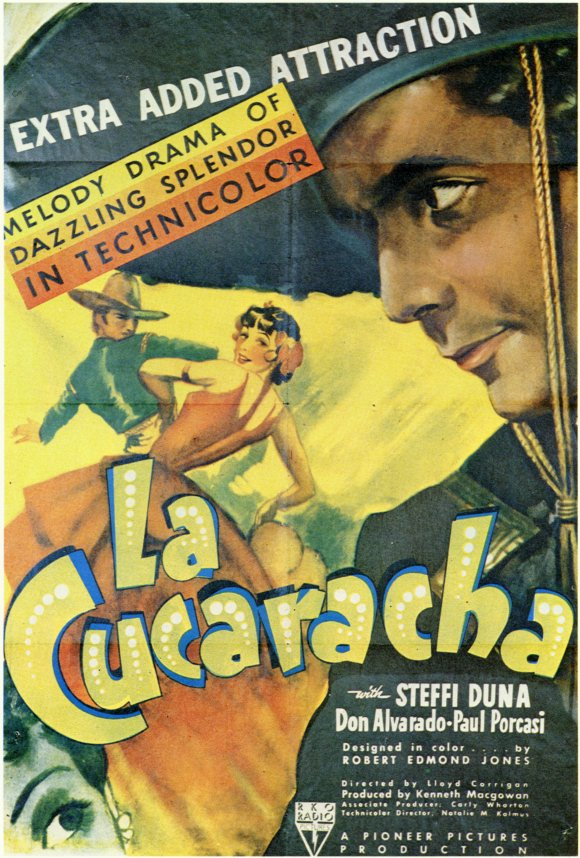 EXTRA ADDED ATTRACTION
MELODY DRAMA OF
DAZZLING SPLENDOR
IN TECHNICOLOR
La
Cucaracha
with STEFFI DUNA
Don Alvarado-Paul Porcasi
Designed in color .... by
ROBERT EDMOND JONES
Directed by Lloyd Corrigan
Produced by Kenneth Macgowan
Associate Producer, Carly Wharton
Technicolor Director, Natalie M. Kalmus
RKO
RADIO
PICTURES
A PIONEER PICTURES
PRODUCTION